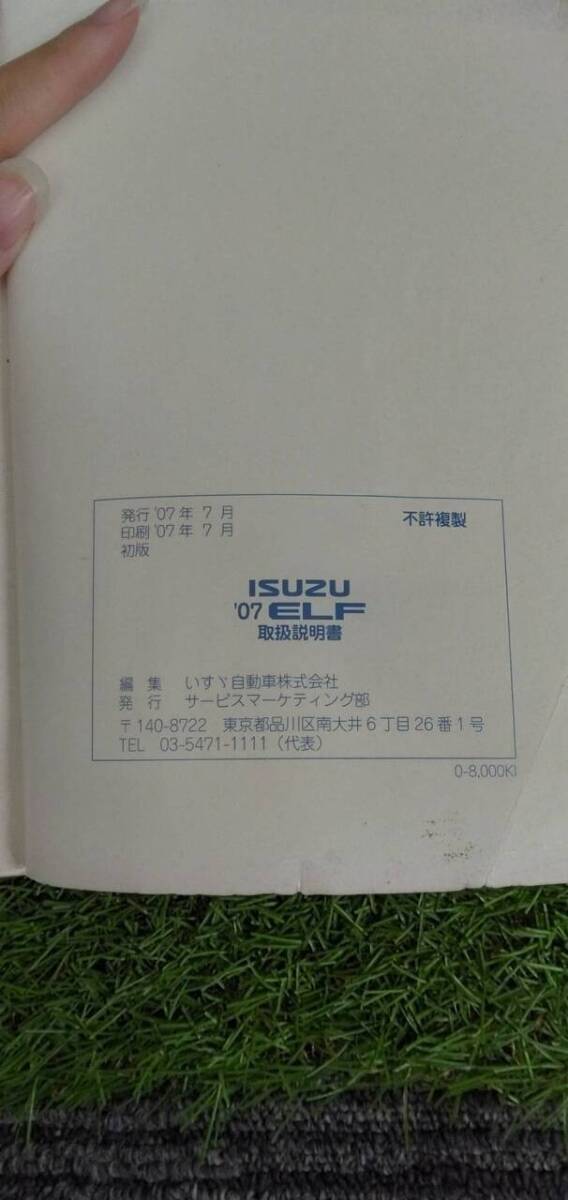 発行 '07年 7月
印刷 '07年 7月
初版
不許複製
ISUZU
'07 ELF
取扱説明書
編 集 いすゞ自動車株式会社
発 行 サービスマーケティング部
〒140-8722 東京都品川区南大井6丁目26番1号
TEL 03-5471-1111（代表）
0-8,000KI